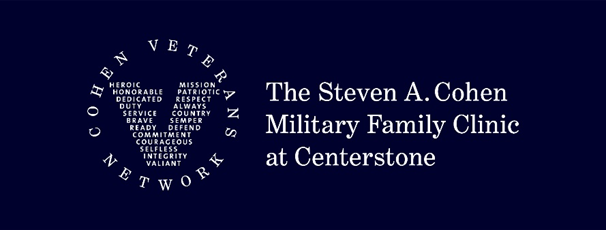 COHEN VETERANS NETWORK
HEROIC MISSION
HONORABLE PATRIOTIC
DEDICATED RESPECT
DUTY ALWAYS
SERVICE COUNTRY
BRAVE SEMPER
READY DEFEND
COMMITMENT
COURAGEOUS
SELFLESS
INTEGRITY
VALIANT
The Steven A. Cohen
Military Family Clinic
at Centerstone